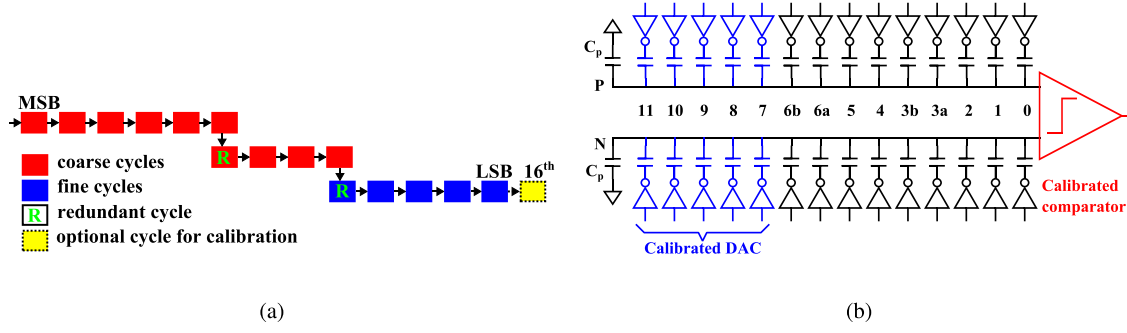 MSB
R
R
LSB 16th
coarse cycles
fine cycles
R redundant cycle
optional cycle for calibration
(a)
Cp
P
11 10 9 8 7 6b 6a 5 4 3b 3a 2 1 0
N
Cp
Calibrated DAC
Calibrated
comparator
(b)